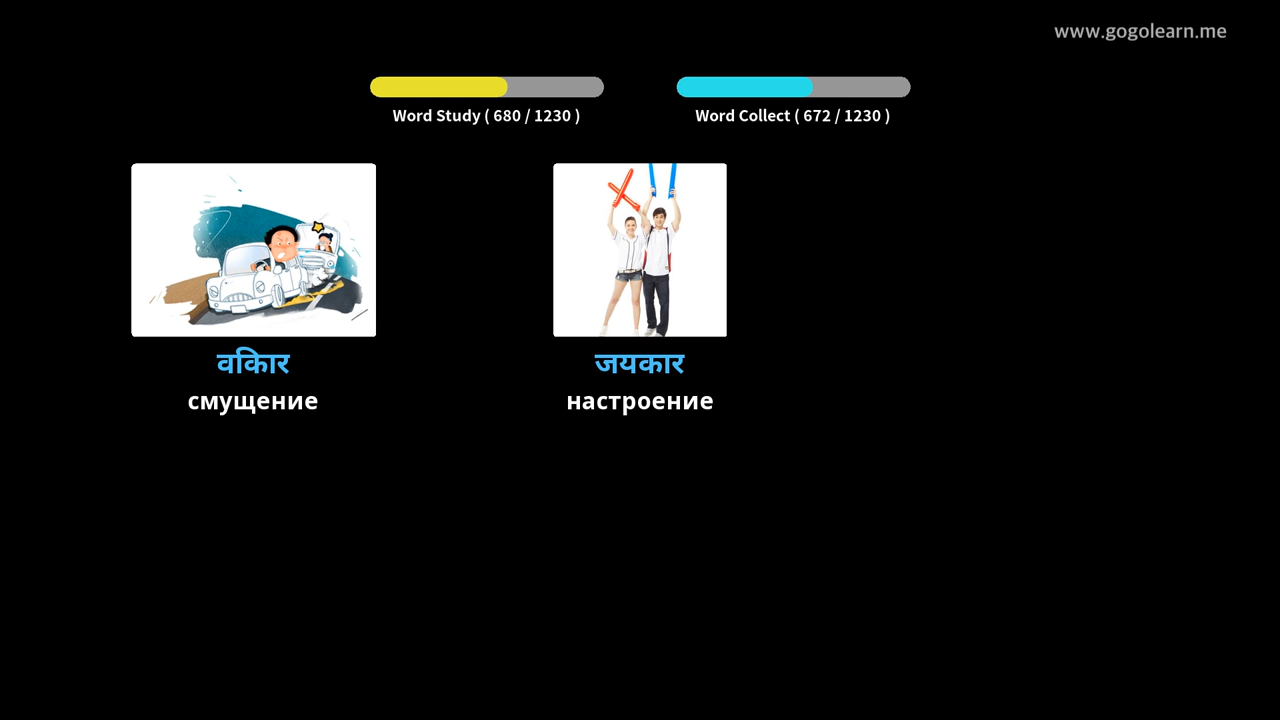 www.gogolearn.me
Word Study ( 680 / 1230 )
Word Collect ( 672 / 1230 )
विकार
смущение
जयकार
настроение